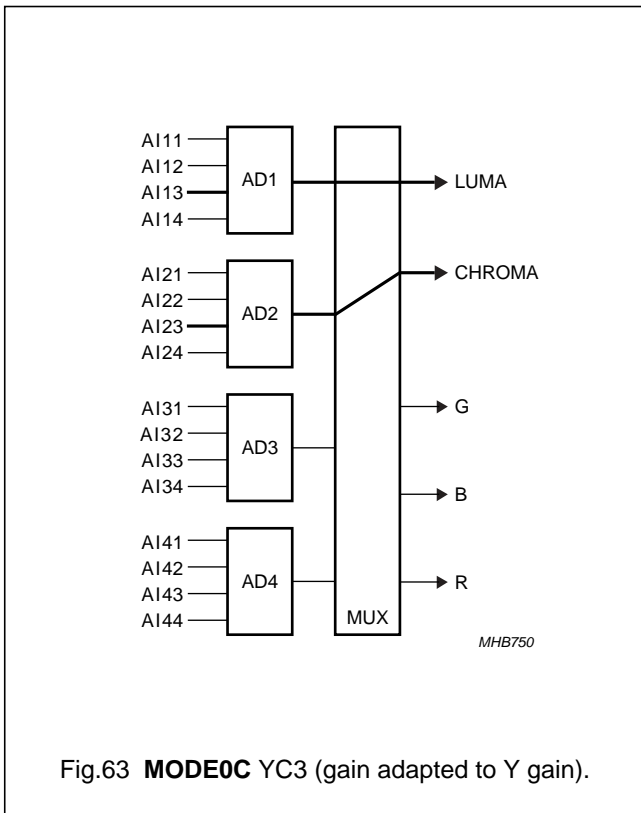 AI11
AI12
AI13
AI14
AD1
LUMA
AI21
AI22
AI23
AI24
AD2
CHROMA
AI31
AI32
AI33
AI34
AD3
G
B
AI41
AI42
AI43
AI44
AD4
R
MUX
MHB750
Fig.63 MODE0C YC3 (gain adapted to Y gain).